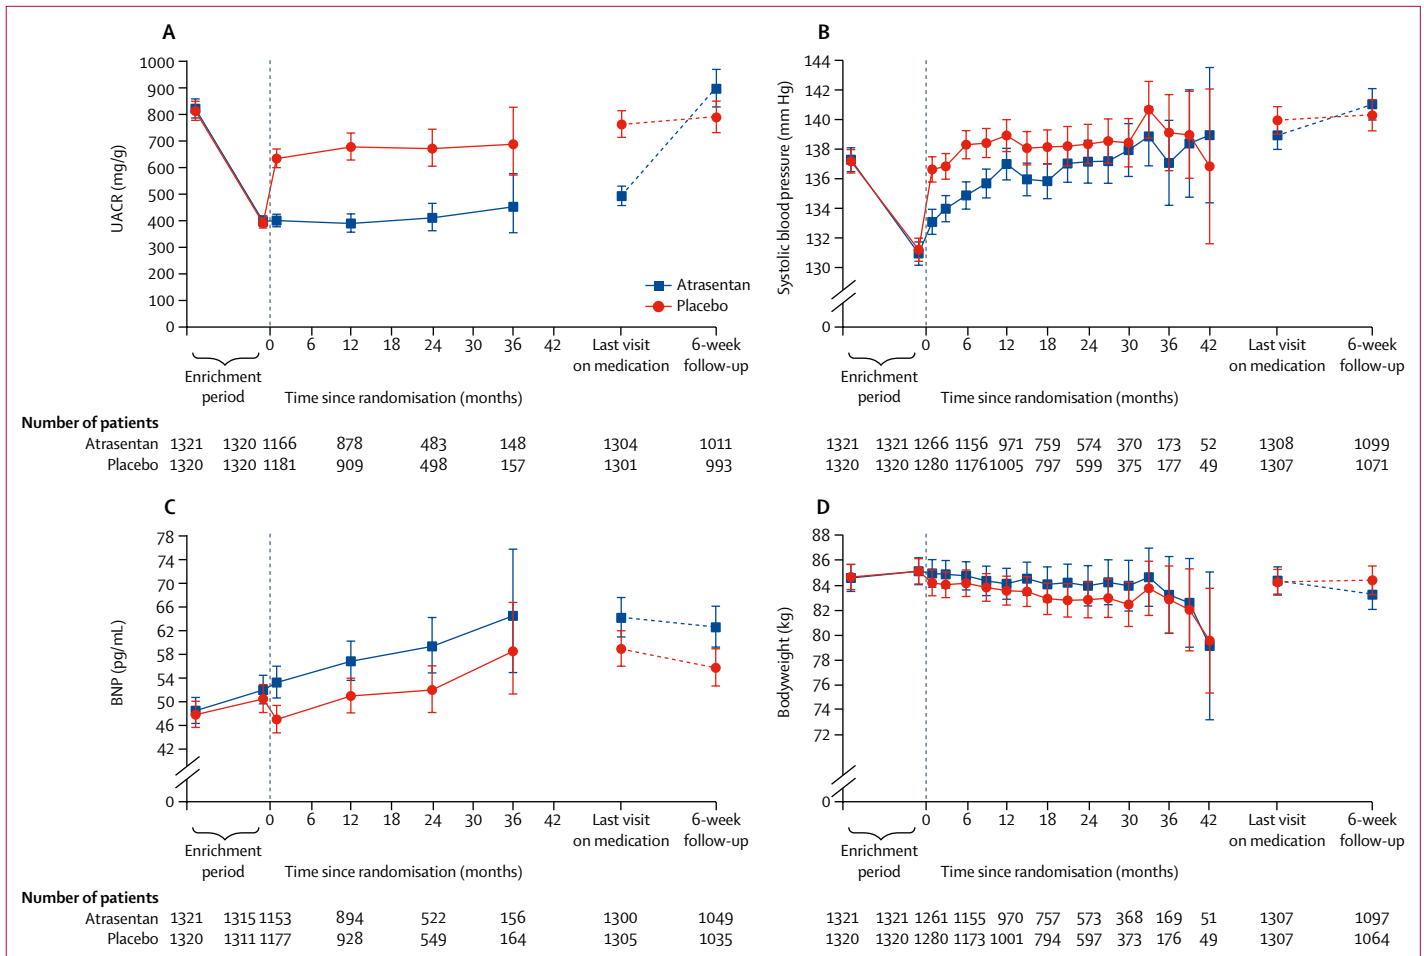 A
1000
900
800
700
600
500
400
300
200
100
0
UACR (mg/g)
Atrasentan
Placebo
0 6 12 18 24 30 36 42 Last visit on medication 6-week follow-up
Enrichment period
Time since randomisation (months)
Number of patients
Atrasentan 1321 1320 1166 878 483 148 1304 1011
Placebo 1320 1320 1181 909 498 157 1301 993
B
144
142
140
138
136
134
132
130
0
Systolic blood pressure (mm Hg)
0 6 12 18 24 30 36 42 Last visit on medication 6-week follow-up
Enrichment period
Time since randomisation (months)
1321 1321 1266 1156 971 759 574 370 173 52 1308 1099
1320 1320 1280 1176 1005 797 599 375 177 49 1307 1071
C
78
74
70
66
62
58
54
50
46
42
0
BNP (pg/mL)
0 6 12 18 24 30 36 42 Last visit on medication 6-week follow-up
Enrichment period
Time since randomisation (months)
Number of patients
Atrasentan 1321 1315 1153 894 522 156 1300 1049
Placebo 1320 1311 1177 928 549 164 1305 1035
D
88
86
84
82
80
78
76
74
72
0
Bodyweight (kg)
0 6 12 18 24 30 36 42 Last visit on medication 6-week follow-up
Enrichment period
Time since randomisation (months)
1321 1321 1261 1155 970 757 573 368 169 51 1307 1097
1320 1320 1280 1173 1001 794 597 373 176 49 1307 1064